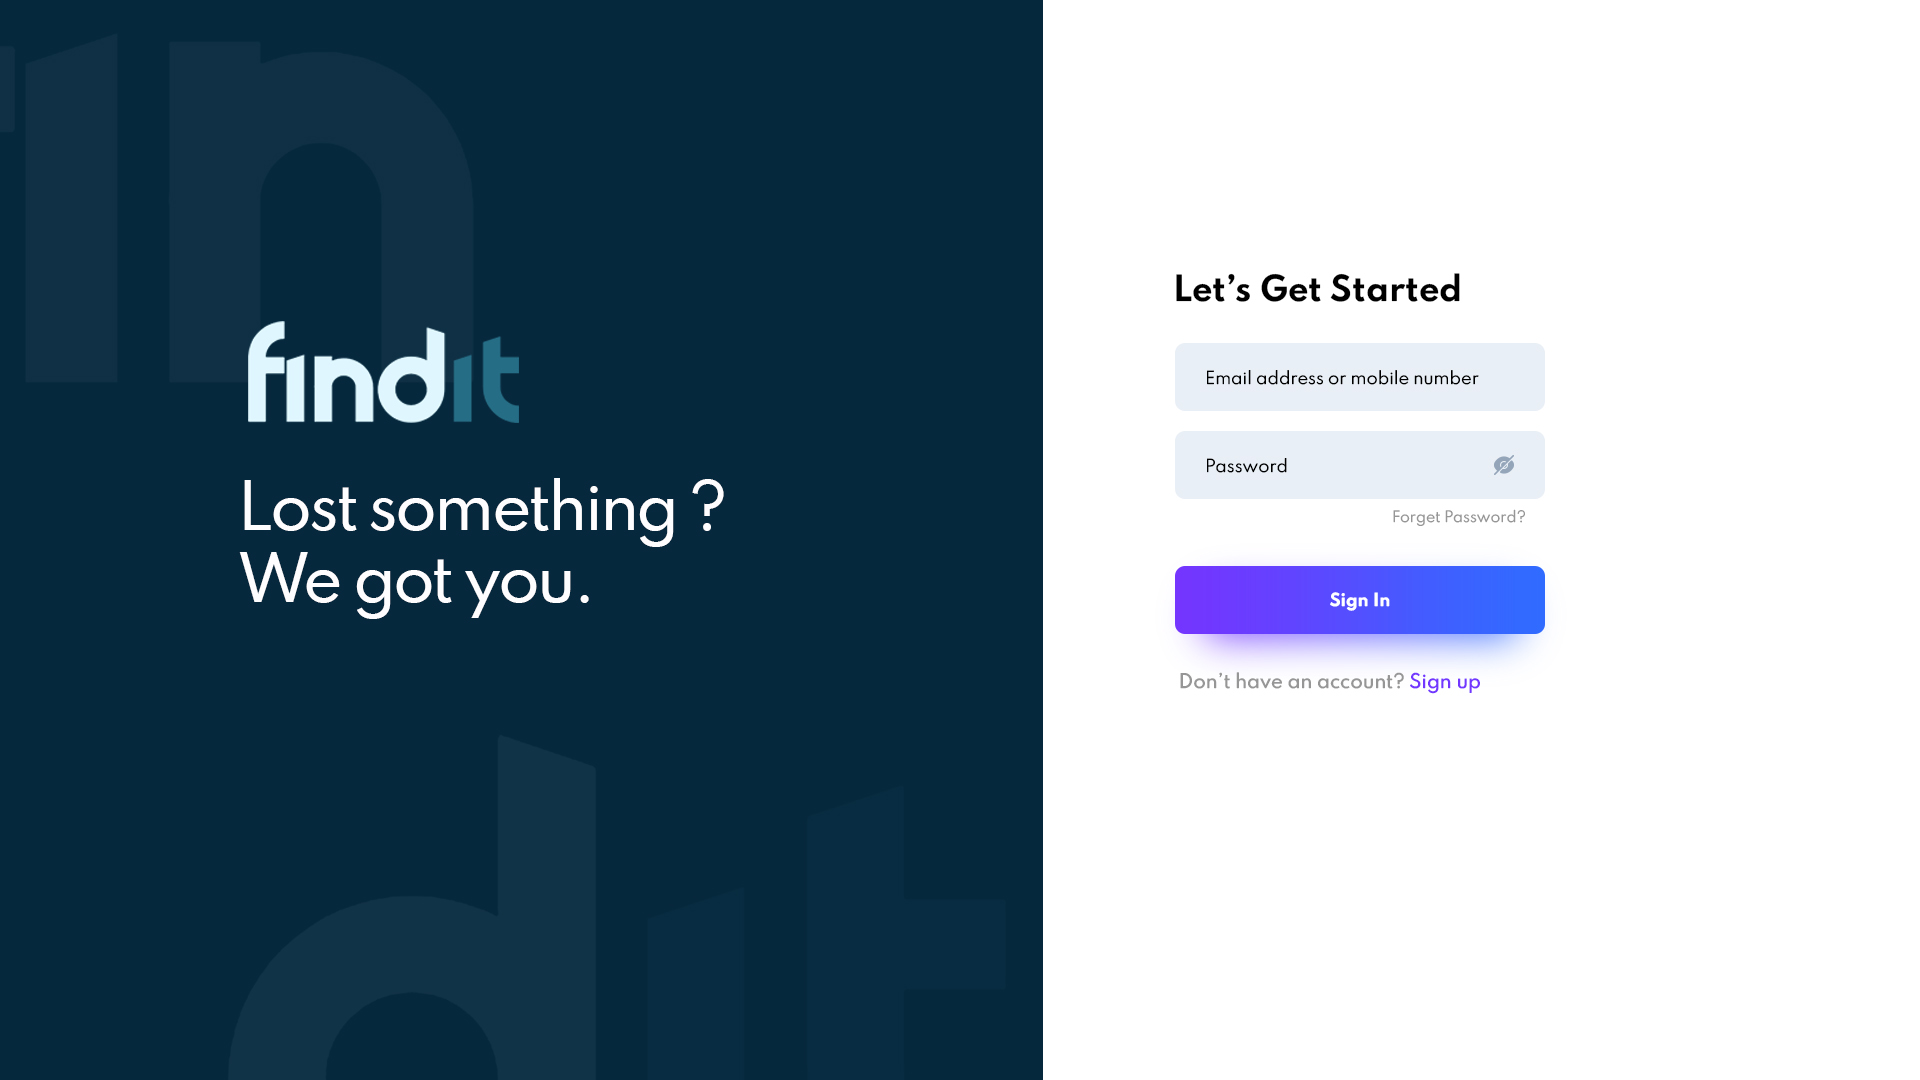 findit
Lost something ?
We got you.
Let’s Get Started
Email address or mobile number
Password
Forget Password?
Sign In
Don’t have an account? Sign up